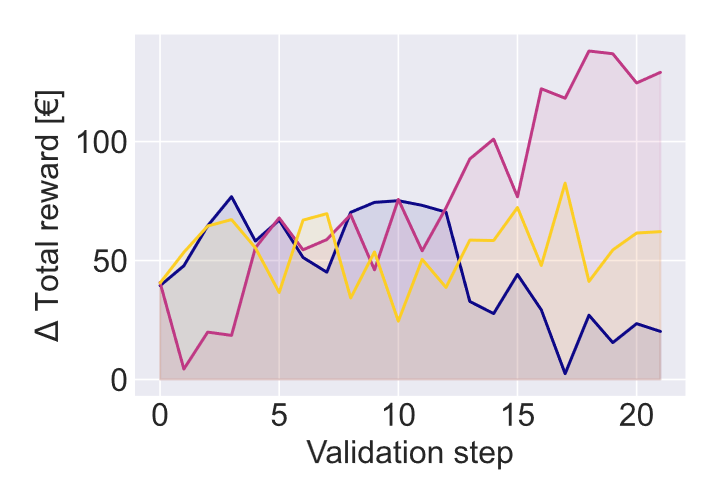 Δ Total reward [€]
100
50
0
0 5 10 15 20
Validation step